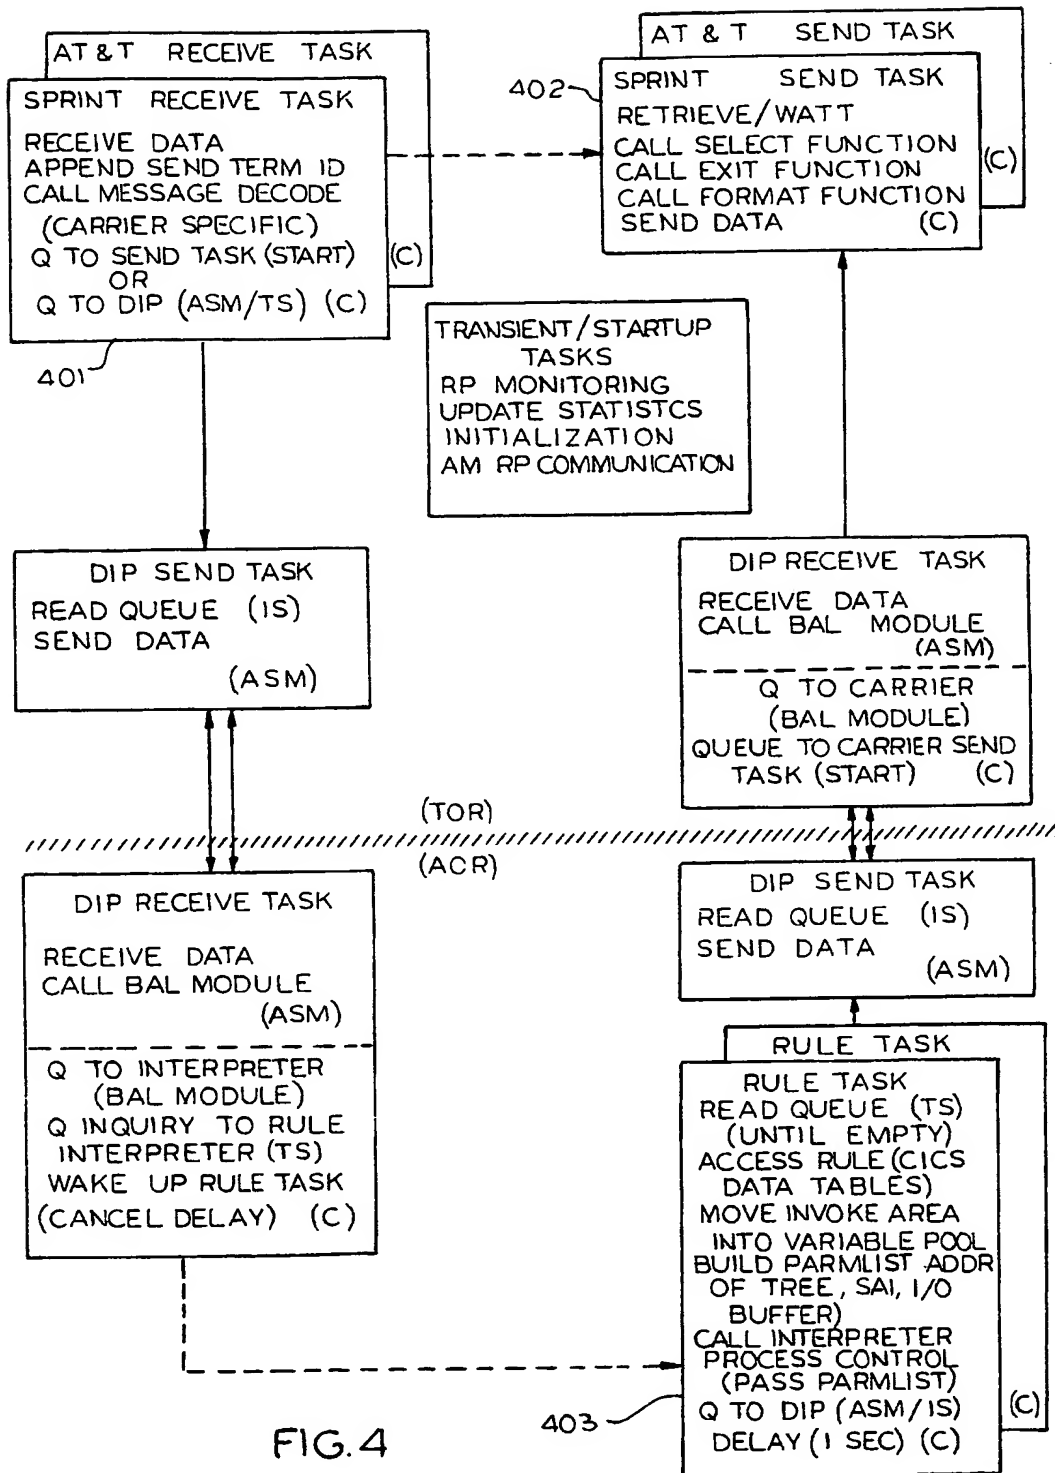 AT & T RECEIVE TASK
SPRINT RECEIVE TASK
RECEIVE DATA
APPEND SEND TERM ID
CALL MESSAGE DECODE
(CARRIER SPECIFIC)
Q TO SEND TASK (START)
OR
Q TO DIP (ASM/TS) (C)
(C)
401
AT & T SEND TASK
402
SPRINT SEND TASK
RETRIEVE/WATT
CALL SELECT FUNCTION
CALL EXIT FUNCTION
CALL FORMAT FUNCTION
SEND DATA (C)
(C)
TRANSIENT/STARTUP
TASKS
RP MONITORING
UPDATE STATISTCS
INITIALIZATION
AM RP COMMUNICATION
DIP SEND TASK
READ QUEUE (IS)
SEND DATA
(ASM)
DIP RECEIVE TASK
RECEIVE DATA
CALL BAL MODULE
(ASM)
Q TO CARRIER
(BAL MODULE)
QUEUE TO CARRIER SEND
TASK (START) (C)
(TOR)
(ACR)
DIP RECEIVE TASK
RECEIVE DATA
CALL BAL MODULE
(ASM)
Q TO INTERPRETER
(BAL MODULE)
Q INQUIRY TO RULE
INTERPRETER (TS)
WAKE UP RULE TASK
(CANCEL DELAY) (C)
DIP SEND TASK
READ QUEUE (IS)
SEND DATA
(ASM)
RULE TASK
RULE TASK
READ QUEUE (TS)
(UNTIL EMPTY)
ACCESS RULE (CICS
DATA TABLES)
MOVE INVOKE AREA
INTO VARIABLE POOL
BUILD PARMLIST ADDR
OF TREE, SAI, I/O
BUFFER)
CALL INTERPRETER
PROCESS CONTROL
(PASS PARMLIST)
Q TO DIP (ASM/IS)
DELAY (1 SEC) (C)
(C)
403
FIG. 4